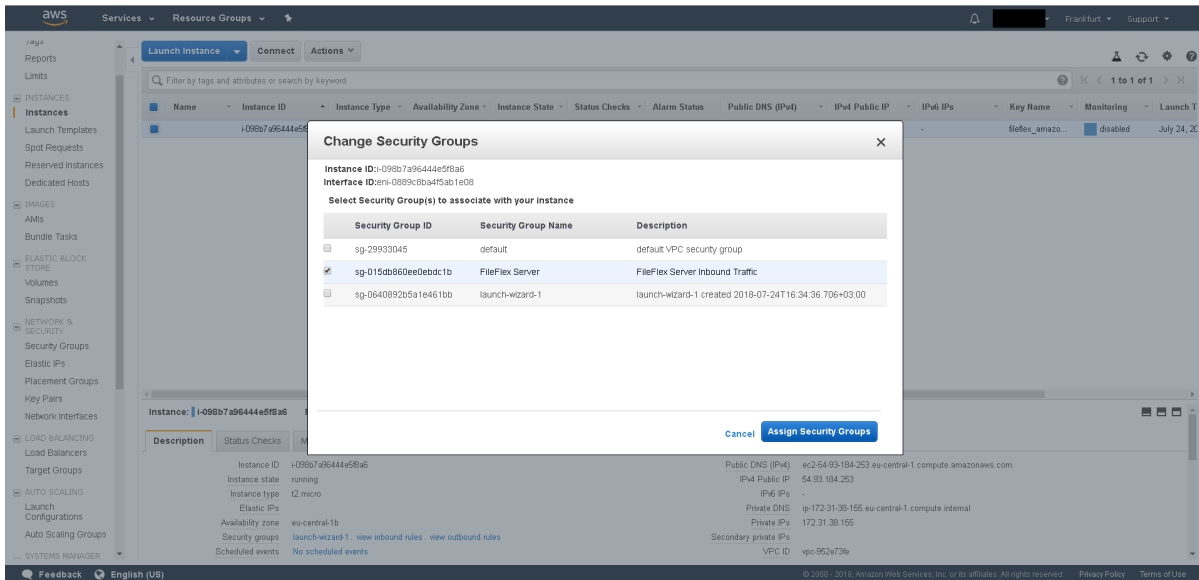 aws Services Resource Groups Frankfurt Support
Tags
Reports
Limits
INSTANCES
Instances
Launch Templates
Spot Requests
Reserved Instances
Dedicated Hosts
IMAGES
AMIs
Bundle Tasks
ELASTIC BLOCK
STORE
Volumes
Snapshots
NETWORK &
SECURITY
Security Groups
Elastic IPs
Placement Groups
Key Pairs
Network Interfaces
LOAD BALANCING
Load Balancers
Target Groups
AUTO SCALING
Launch
Configurations
Auto Scaling Groups
SYSTEMS MANAGER
Launch Instance Connect Actions
Filter by tags and attributes or search by keyword 1 to 1 of 1
Name Instance ID Instance Type Availability Zone Instance State Status Checks Alarm Status Public DNS (IPv4) IPv4 Public IP IPv6 IPs Key Name Monitoring Launch T
i-098b7a96444e5f8 - fileflex_amazo... disabled July 24, 20
Change Security Groups
Instance ID:i-098b7a96444e5f8a6
Interface ID:eni-0889c8ba4f5ab1e08
Select Security Group(s) to associate with your instance
Security Group ID Security Group Name Description
sg-29933045 default default VPC security group
sg-015db860ee0ebdc1b FileFlex Server FileFlex Server Inbound Traffic
sg-0640892b5a1e461bb launch-wizard-1 launch-wizard-1 created 2018-07-24T16:34:36.706+03:00
Cancel Assign Security Groups
Instance: i-098b7a96444e5f8a6
Description Status Checks M
Instance ID i-098b7a96444e5f8a6 Public DNS (IPv4) ec2-54-93-184-253.eu-central-1.compute.amazonaws.com
Instance state running IPv4 Public IP 54.93.184.253
Instance type t2.micro IPv6 IPs -
Elastic IPs Private DNS ip-172-31-38-155.eu-central-1.compute.internal
Availability zone eu-central-1b Private IPs 172.31.38.155
Security groups launch-wizard-1. view inbound rules. view outbound rules Secondary private IPs
Scheduled events No scheduled events VPC ID vpc-952e73fe
Feedback English (US) © 2008 - 2018, Amazon Web Services, Inc. or its affiliates. All rights reserved. Privacy Policy Terms of Use